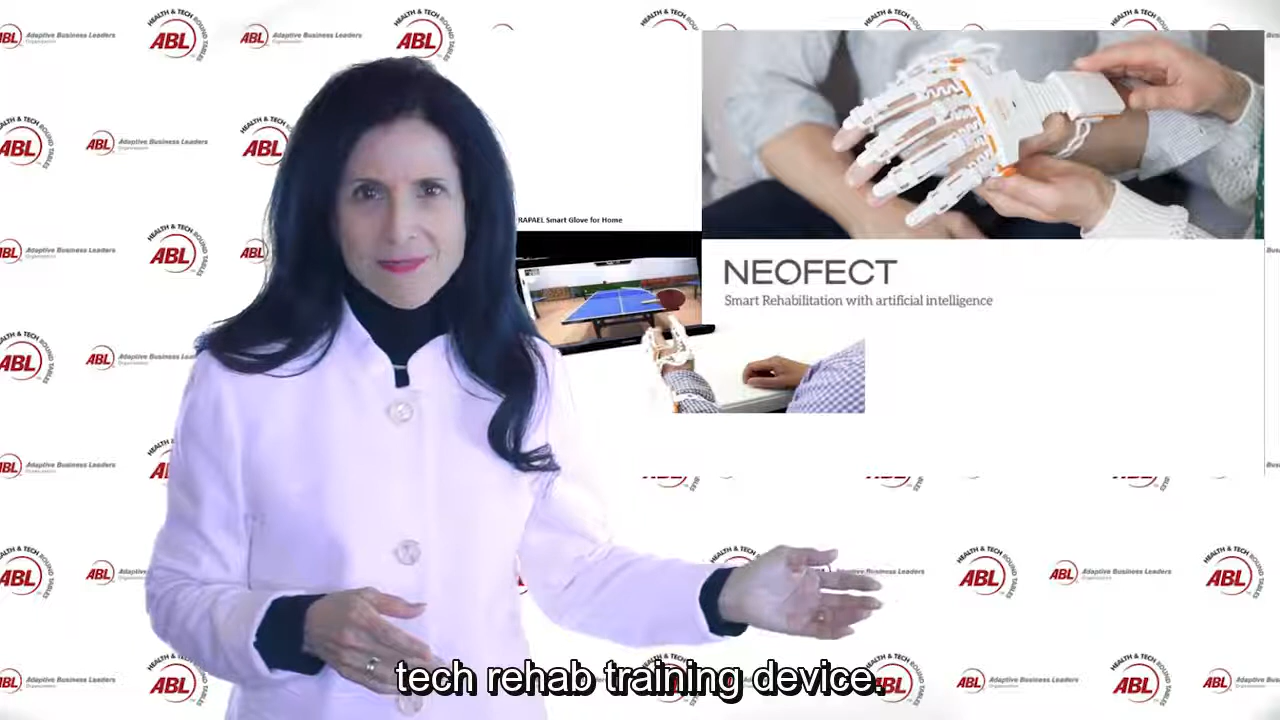 HEALTH & TECH ROUND TABLES
ABL
Adaptive Business Leaders
Organization
RAPAEL Smart Glove for Home
NEOFECT
Smart Rehabilitation with artificial intelligence
tech rehab training device.